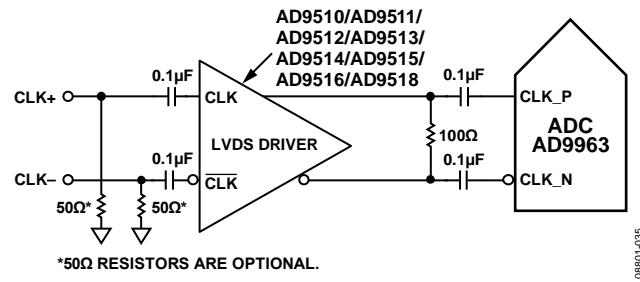 AD9510/AD9511/
AD9512/AD9513/
AD9514/AD9515/
AD9516/AD9518
0.1µF
0.1µF
CLK+
CLK
CLK_P
LVDS DRIVER
100Ω
ADC
AD9963
0.1µF
0.1µF
CLK–
CLK
CLK_N
50Ω*
50Ω*
*50Ω RESISTORS ARE OPTIONAL.
08801-035